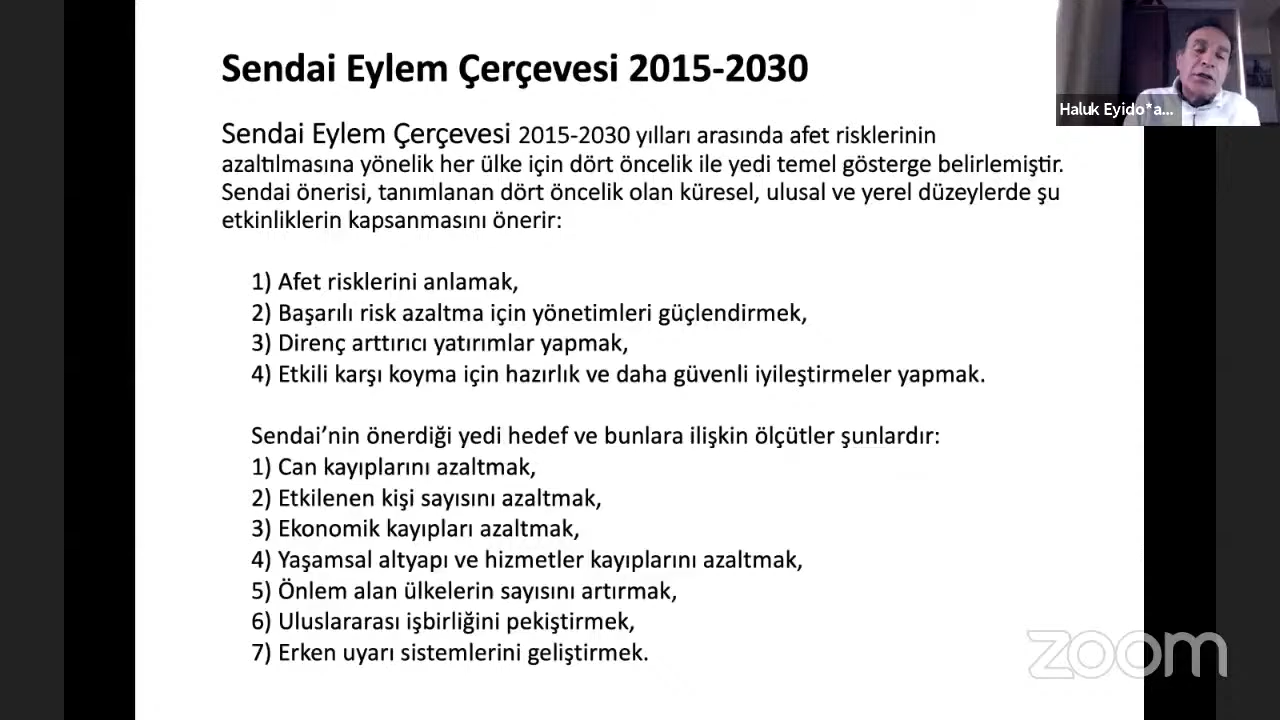 Sendai Eylem Çerçevesi 2015-2030
Haluk Eyido*a...
Sendai Eylem Çerçevesi 2015-2030 yılları arasında afet risklerinin
azaltılmasına yönelik her ülke için dört öncelik ile yedi temel gösterge belirlemiştir.
Sendai önerisi, tanımlanan dört öncelik olan küresel, ulusal ve yerel düzeylerde şu
etkinliklerin kapsanmasını önerir:
1) Afet risklerini anlamak,
2) Başarılı risk azaltma için yönetimleri güçlendirmek,
3) Direnç arttırıcı yatırımlar yapmak,
4) Etkili karşı koyma için hazırlık ve daha güvenli iyileştirmeler yapmak.
Sendai’nin önerdiği yedi hedef ve bunlara ilişkin ölçütler şunlardır:
1) Can kayıplarını azaltmak,
2) Etkilenen kişi sayısını azaltmak,
3) Ekonomik kayıpları azaltmak,
4) Yaşamsal altyapı ve hizmetler kayıplarını azaltmak,
5) Önlem alan ülkelerin sayısını artırmak,
6) Uluslararası işbirliğini pekiştirmek,
7) Erken uyarı sistemlerini geliştirmek.
zoom